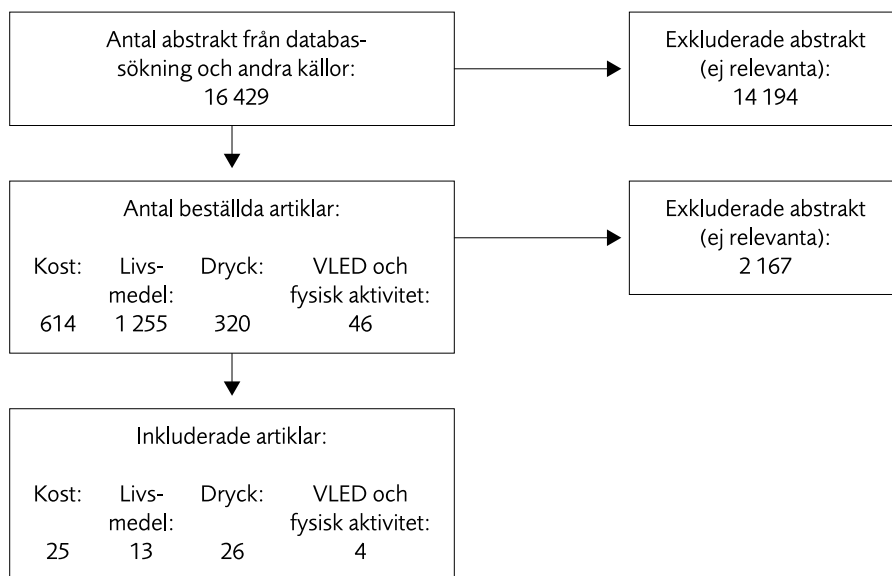 Antal abstrakt från databas-
sökning och andra källor:
16 429
Exkluderade abstrakt
(ej relevanta):
14 194
Antal beställda artiklar:
Kost: Livs- Dryck: VLED och
medel: fysisk aktivitet:
614 1 255 320 46
Exkluderade abstrakt
(ej relevanta):
2 167
Inkluderade artiklar:
Kost: Livs- Dryck: VLED och
medel: fysisk aktivitet:
25 13 26 4